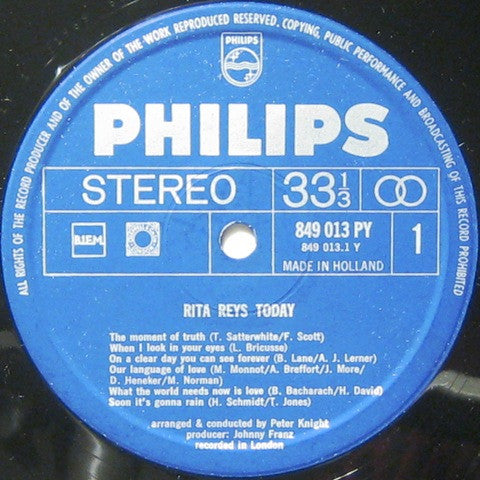 ALL RIGHTS OF THE RECORD PRODUCER AND OF THE OWNER OF THE WORK REPRODUCED RESERVED. COPYING, PUBLIC PERFORMANCE AND BROADCASTING OF THIS RECORD PROHIBITED
PHILIPS
PHILIPS
STEREO 33⅓
B.I.E.M. 849 013 PY 1
849 013.1 Y
MADE IN HOLLAND
RITA REYS TODAY
The moment of truth (T. Satterwhite/F. Scott)
When I look in your eyes (L. Bricusse)
On a clear day you can see forever (B. Lane/A. J. Lerner)
Our language of love (M. Monnot/A. Breffort/J. More/
D. Heneker/M. Norman)
What the world needs now is love (B. Bacharach/H. David)
Soon it's gonna rain (H. Schmidt/T. Jones)
arranged & conducted by Peter Knight
producer: Johnny Franz
recorded in London